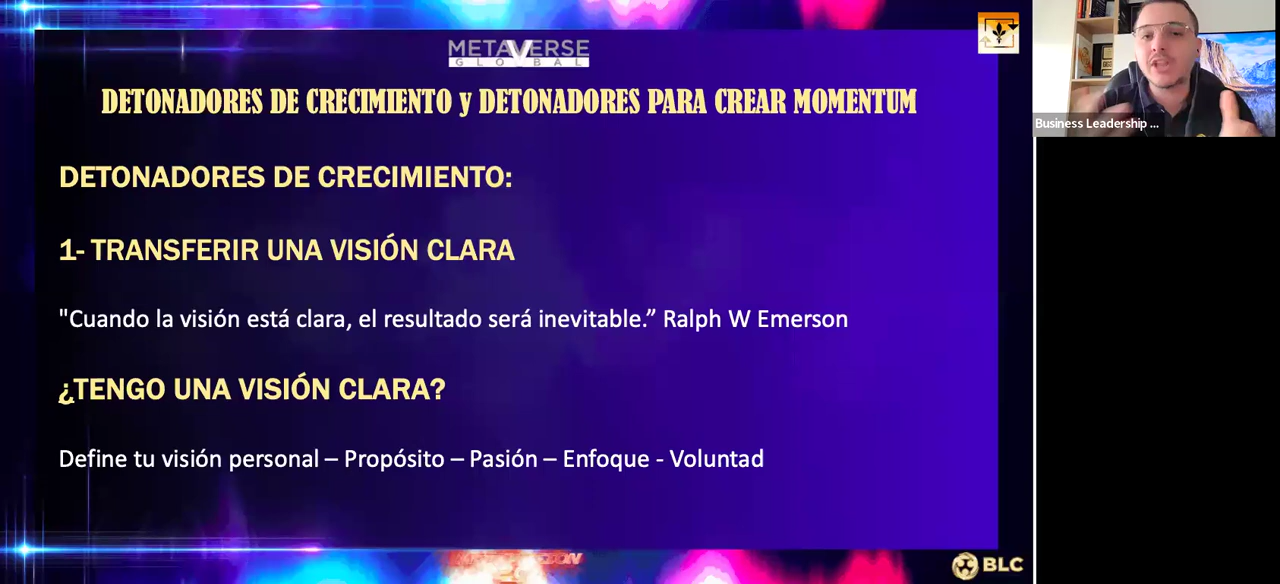 METAVERSE
GLOBAL
DETONADORES DE CRECIMIENTO y DETONADORES PARA CREAR MOMENTUM
DETONADORES DE CRECIMIENTO:
1- TRANSFERIR UNA VISIÓN CLARA
"Cuando la visión está clara, el resultado será inevitable.” Ralph W Emerson
¿TENGO UNA VISIÓN CLARA?
Define tu visión personal – Propósito – Pasión – Enfoque - Voluntad
Business Leadership ...
BLC